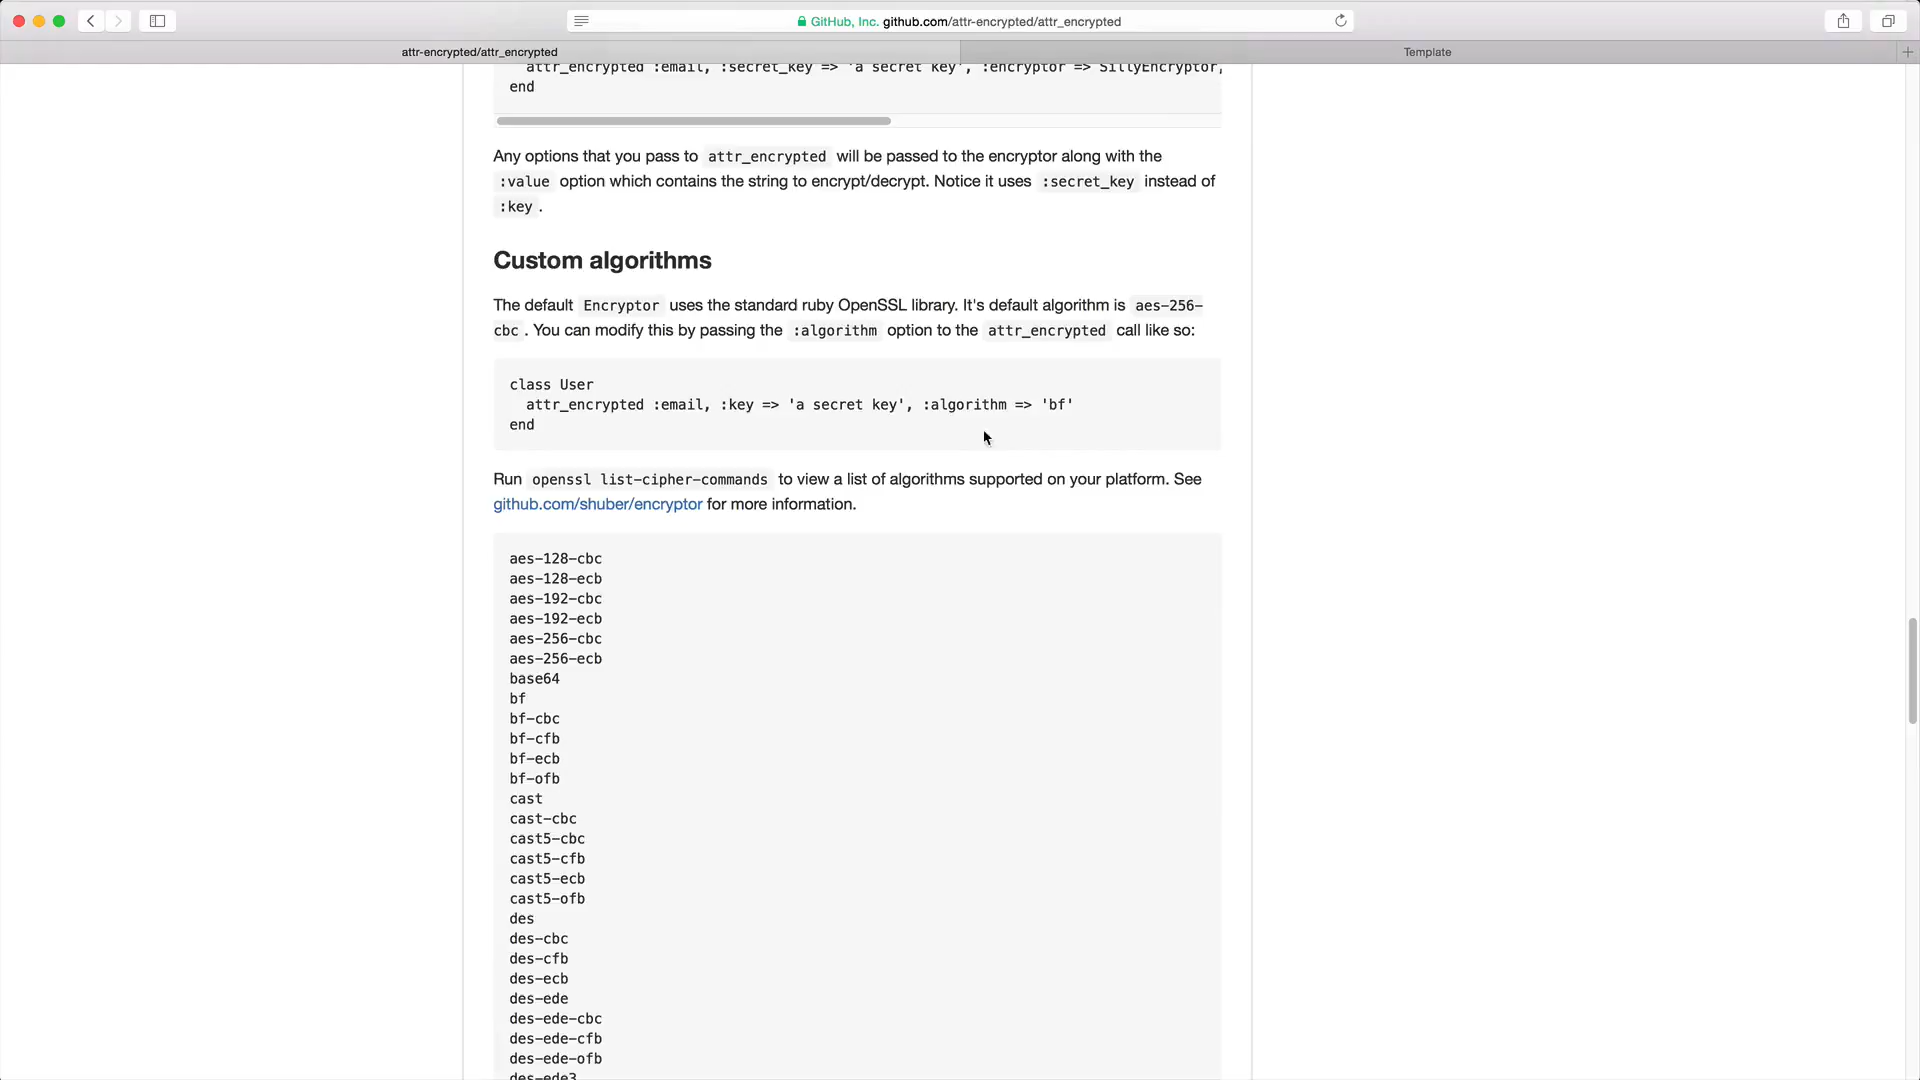 GitHub, Inc. github.com/attr-encrypted/attr_encrypted
attr-encrypted/attr_encrypted
Template
attr_encrypted :email, :secret_key => 'a secret key', :encryptor => SillyEncryptor,
end
Any options that you pass to attr_encrypted will be passed to the encryptor along with the
:value option which contains the string to encrypt/decrypt. Notice it uses :secret_key instead of
:key .
Custom algorithms
The default Encryptor uses the standard ruby OpenSSL library. It's default algorithm is aes-256-
cbc . You can modify this by passing the :algorithm option to the attr_encrypted call like so:
class User
attr_encrypted :email, :key => 'a secret key', :algorithm => 'bf'
end
Run openssl list-cipher-commands to view a list of algorithms supported on your platform. See
github.com/shuber/encryptor for more information.
aes-128-cbc
aes-128-ecb
aes-192-cbc
aes-192-ecb
aes-256-cbc
aes-256-ecb
base64
bf
bf-cbc
bf-cfb
bf-ecb
bf-ofb
cast
cast-cbc
cast5-cbc
cast5-cfb
cast5-ecb
cast5-ofb
des
des-cbc
des-cfb
des-ecb
des-ede
des-ede-cbc
des-ede-cfb
des-ede-ofb
des-ede3